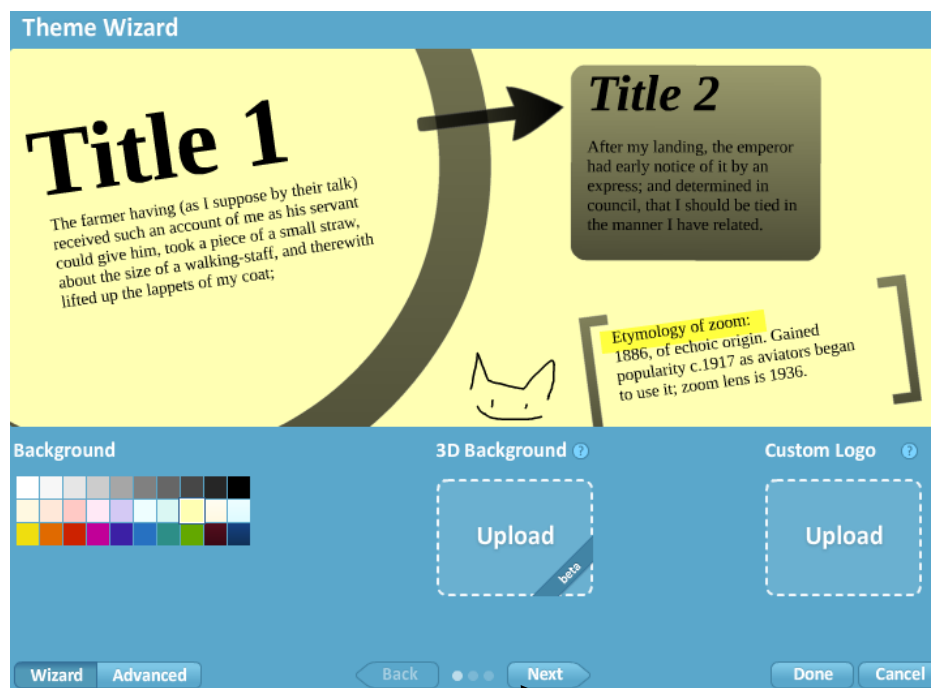 Theme Wizard
Title 1
The farmer having (as I suppose by their talk)
received such an account of me as his servant
could give him, took a piece of a small straw,
about the size of a walking-staff, and therewith
lifted up the lappets of my coat;
Title 2
After my landing, the emperor
had early notice of it by an
express; and determined in
council, that I should be tied in
the manner I have related.
Etymology of zoom:
1886, of echoic origin. Gained
popularity c.1917 as aviators began
to use it; zoom lens is 1936.
Background
3D Background ?
Custom Logo ?
Upload
beta
Upload
Wizard Advanced
Back Next
Done Cancel